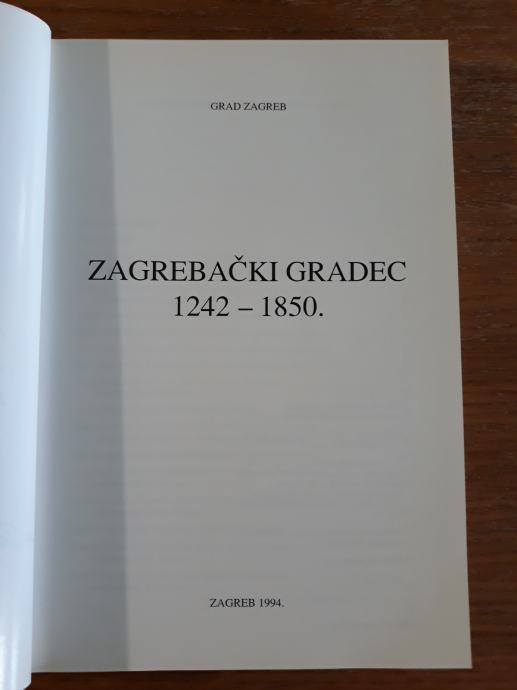 GRAD ZAGREB
ZAGREBAČKI GRADEC
1242 – 1850.
ZAGREB 1994.